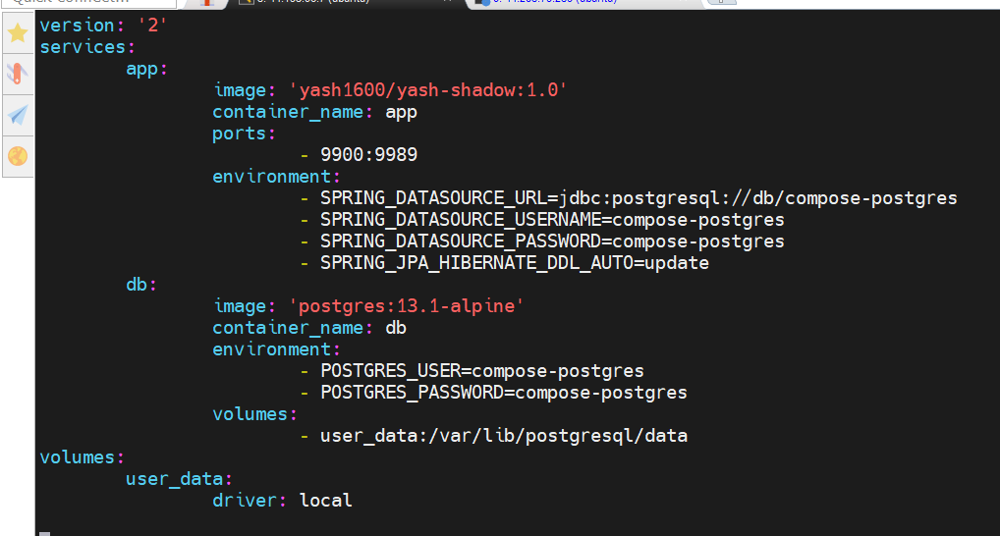 version: '2'
services:
        app:
                image: 'yash1600/yash-shadow:1.0'
                container_name: app
                ports:
                        - 9900:9989
                environment:
                        - SPRING_DATASOURCE_URL=jdbc:postgresql://db/compose-postgres
                        - SPRING_DATASOURCE_USERNAME=compose-postgres
                        - SPRING_DATASOURCE_PASSWORD=compose-postgres
                        - SPRING_JPA_HIBERNATE_DDL_AUTO=update
        db:
                image: 'postgres:13.1-alpine'
                container_name: db
                environment:
                        - POSTGRES_USER=compose-postgres
                        - POSTGRES_PASSWORD=compose-postgres
                volumes:
                        - user_data:/var/lib/postgresql/data
volumes:
        user_data:
                driver: local